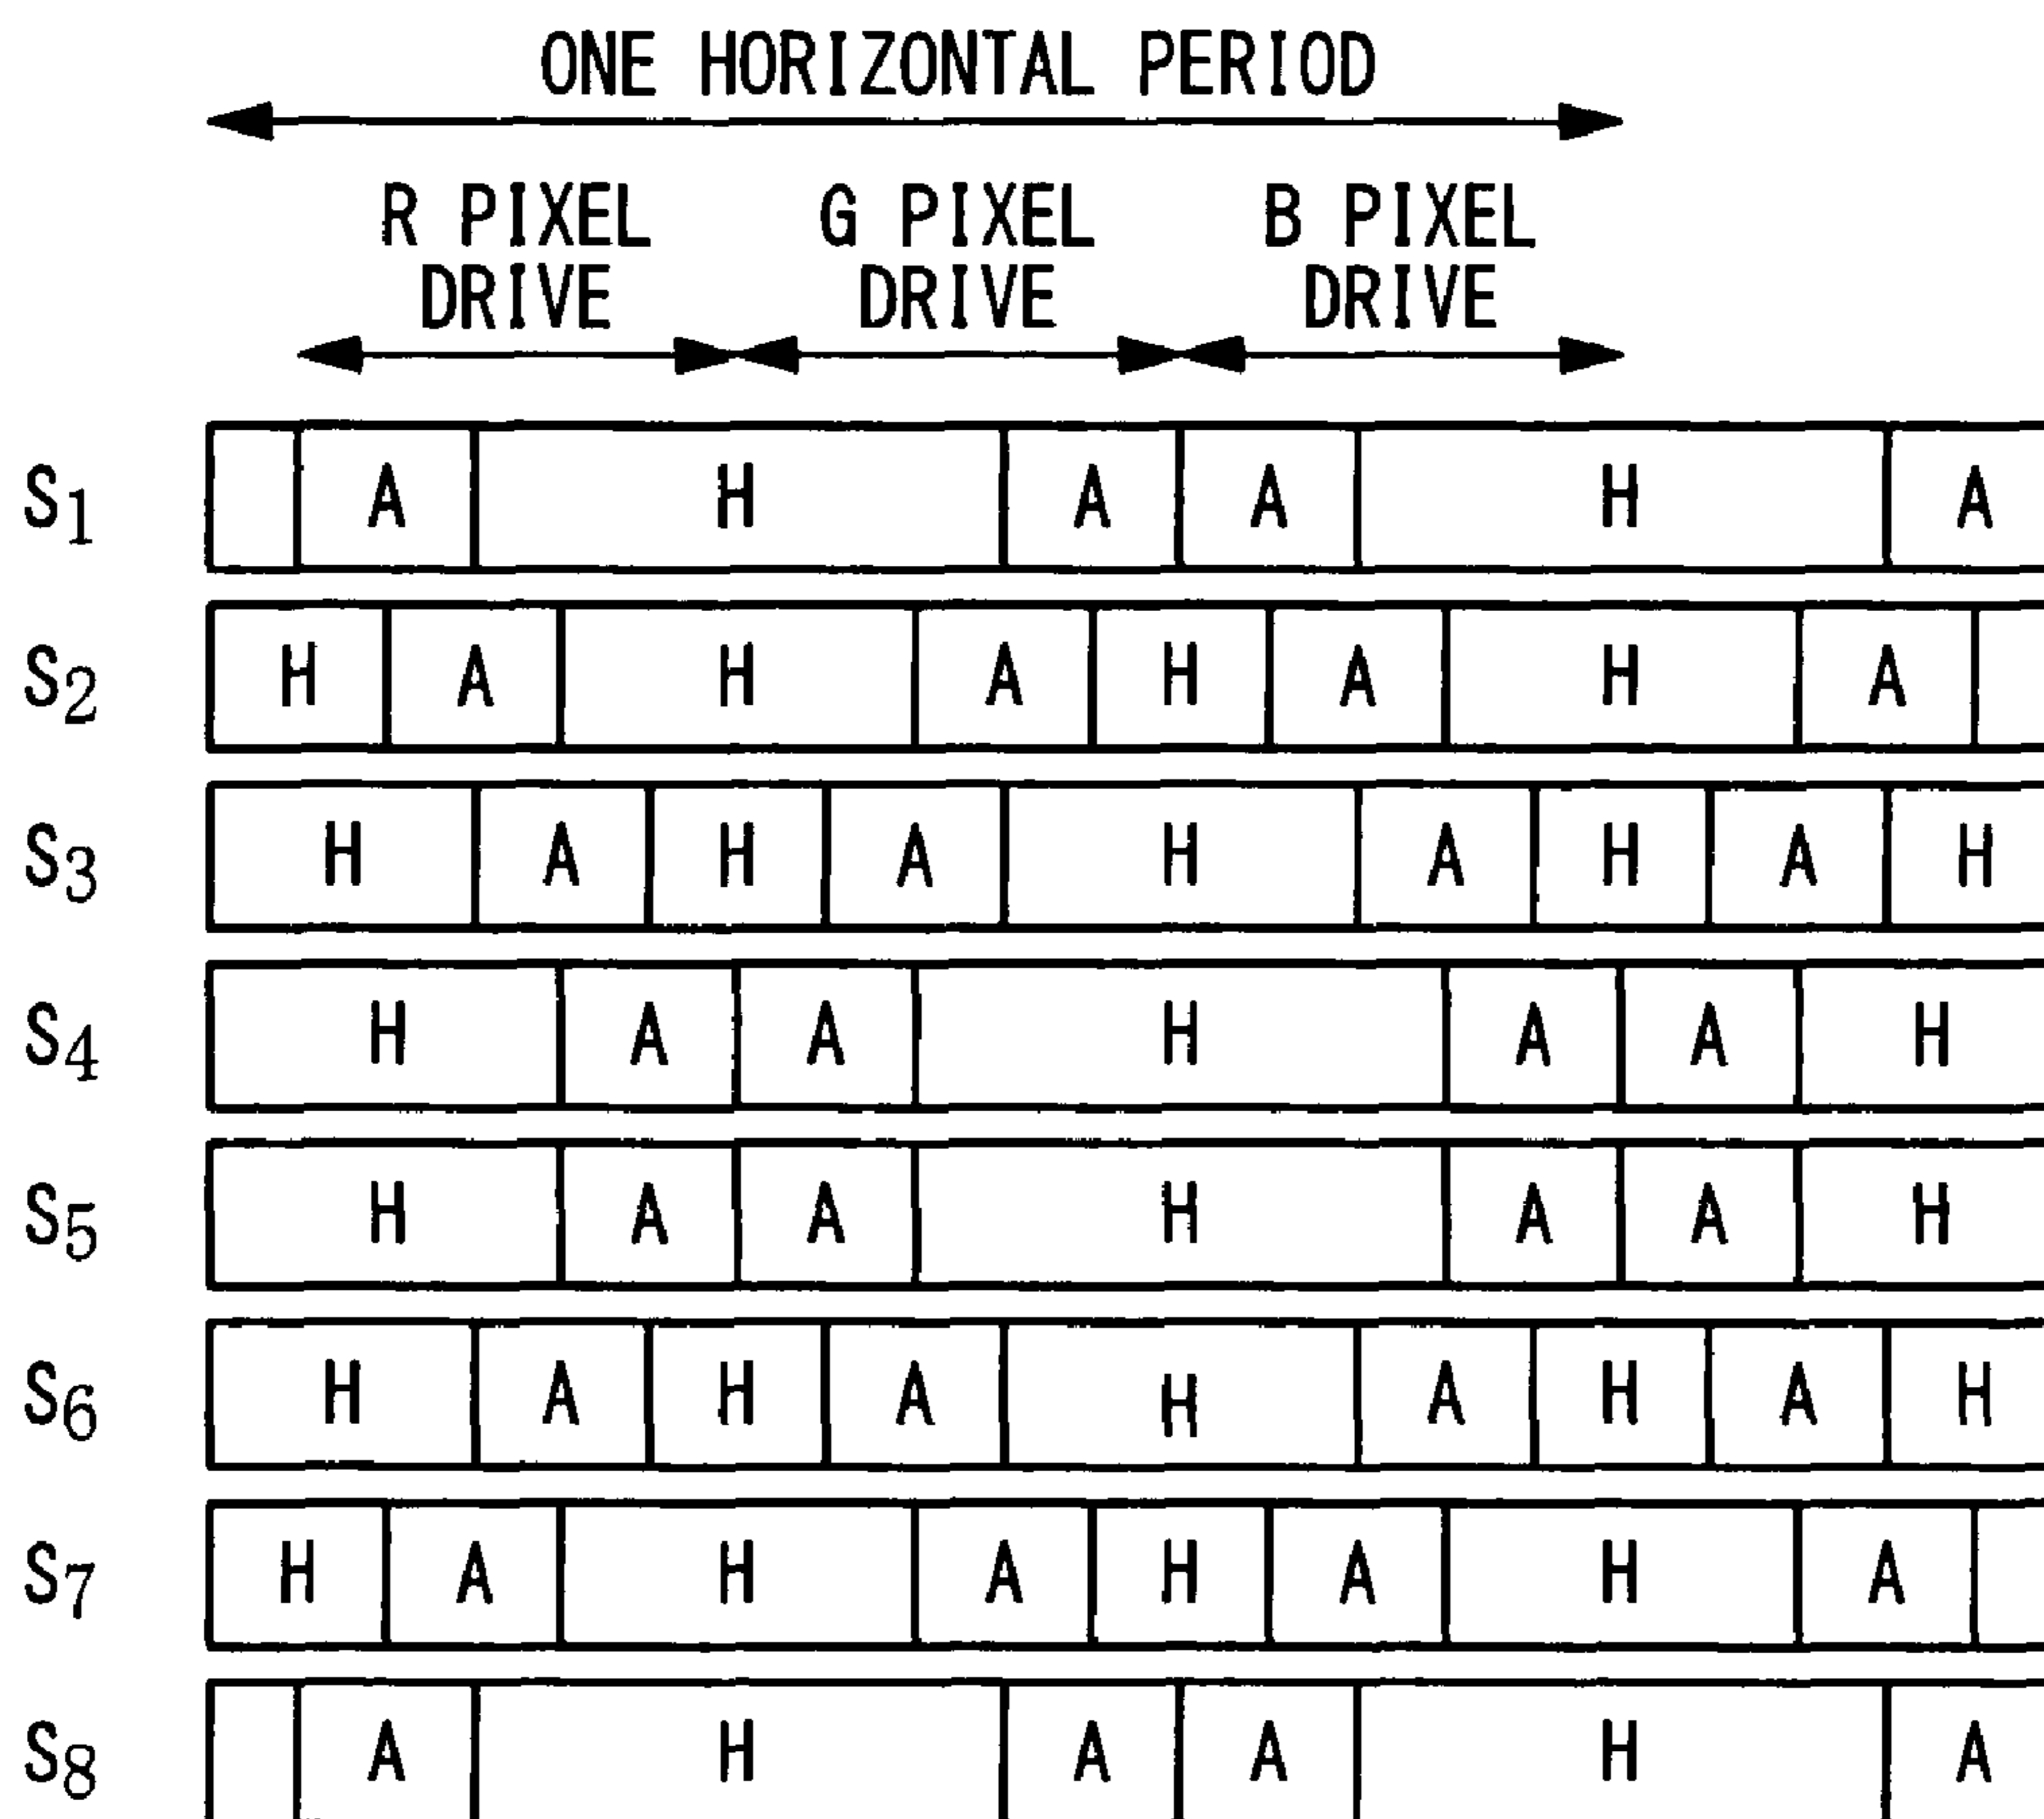 ONE HORIZONTAL PERIOD
R PIXEL DRIVE
G PIXEL DRIVE
B PIXEL DRIVE
S1 A H A A H A
S2 H A H A H A H A
S3 H A H A H A H A H
S4 H A A H A A H
S5 H A A H A A H
S6 H A H A H A H A H
S7 H A H A H A H A
S8 A H A A H A